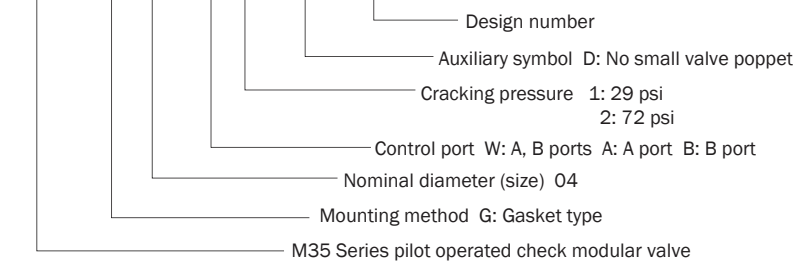 Design number
Auxiliary symbol D: No small valve poppet
Cracking pressure 1: 29 psi
2: 72 psi
Control port W: A, B ports A: A port B: B port
Nominal diameter (size) 04
Mounting method G: Gasket type
M35 Series pilot operated check modular valve